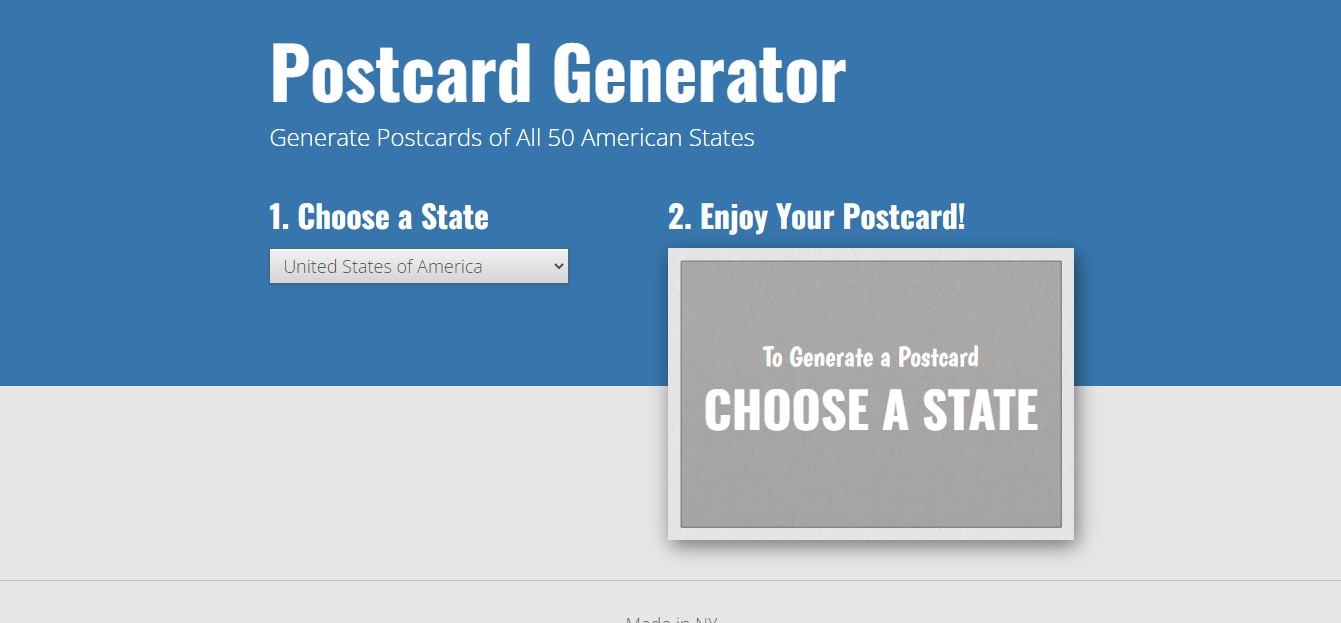 Postcard Generator
Generate Postcards of All 50 American States
1. Choose a State
United States of America
2. Enjoy Your Postcard!
To Generate a Postcard
CHOOSE A STATE
Made in NY